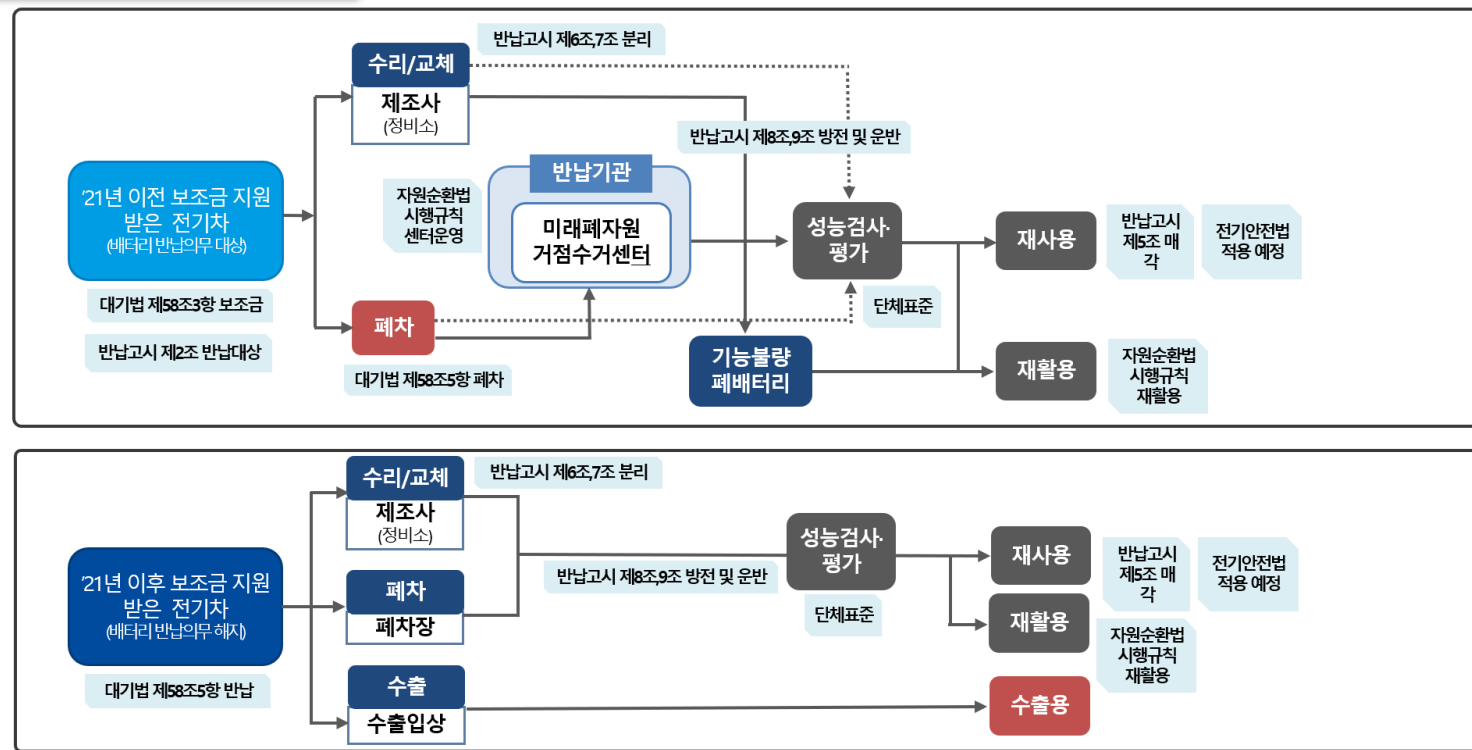 반납고시 제6조,7조 분리
수리/교체
제조사
(정비소)
반납고시 제8조,9조 방전 및 운반
반납기관
미래폐자원
거점수거센터
자원순환법
시행규칙
센터운영
'21년 이전 보조금 지원
받은 전기차
(배터리 반납의무 대상)
대기법 제58조3항 보조금
반납고시 제2조 반납대상
폐차
대기법 제58조5항 폐차
성능검사·
평가
단체표준
기능불량
폐배터리
재사용
반납고시
제5조 매
각
전기안전법
적용 예정
재활용
자원순환법
시행규칙
재활용
수리/교체
제조사
(정비소)
반납고시 제6조,7조 분리
'21년 이후 보조금 지원
받은 전기차
(배터리 반납의무 해지)
대기법 제58조5항 반납
폐차
폐차장
수출
수출입상
반납고시 제8조,9조 방전 및 운반
성능검사·
평가
단체표준
재사용
반납고시
제5조 매
각
전기안전법
적용 예정
재활용
자원순환법
시행규칙
재활용
수출용